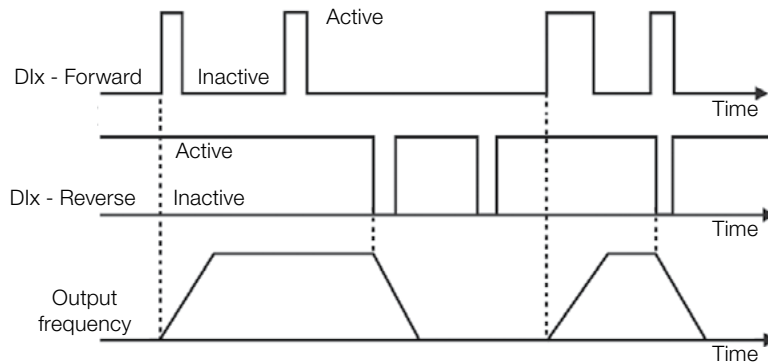 Active
DIx - Forward
Inactive
Time
Active
DIx - Reverse
Inactive
Time
Output
frequency
Time